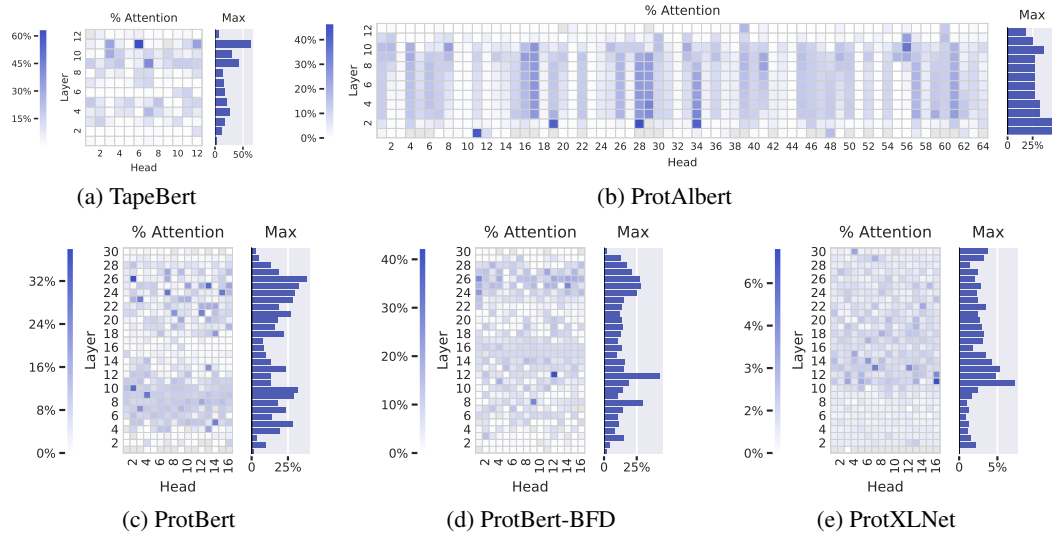 % Attention
Max
60%
45%
30%
15%
Layer
12
10
8
6
4
2
2 4 6 8 10 12
Head
0 50%
(a) TapeBert
% Attention
Max
40%
30%
20%
10%
0%
Layer
12
10
8
6
4
2
2 4 6 8 10 12 14 16 18 20 22 24 26 28 30 32 34 36 38 40 42 44 46 48 50 52 54 56 58 60 62 64
Head
0 25%
(b) ProtAlbert
% Attention
Max
32%
24%
16%
8%
0%
Layer
30
28
26
24
22
20
18
16
14
12
10
8
6
4
2
2 4 6 8 10 12 14 16
Head
0 25%
(c) ProtBert
% Attention
Max
40%
30%
20%
10%
0%
Layer
30
28
26
24
22
20
18
16
14
12
10
8
6
4
2
2 4 6 8 10 12 14 16
Head
0 25%
(d) ProtBert-BFD
% Attention
Max
6%
4%
3%
2%
0%
Layer
30
28
26
24
22
20
18
16
14
12
10
8
6
4
2
2 4 6 8 10 12 14 16
Head
0 5%
(e) ProtXLNet